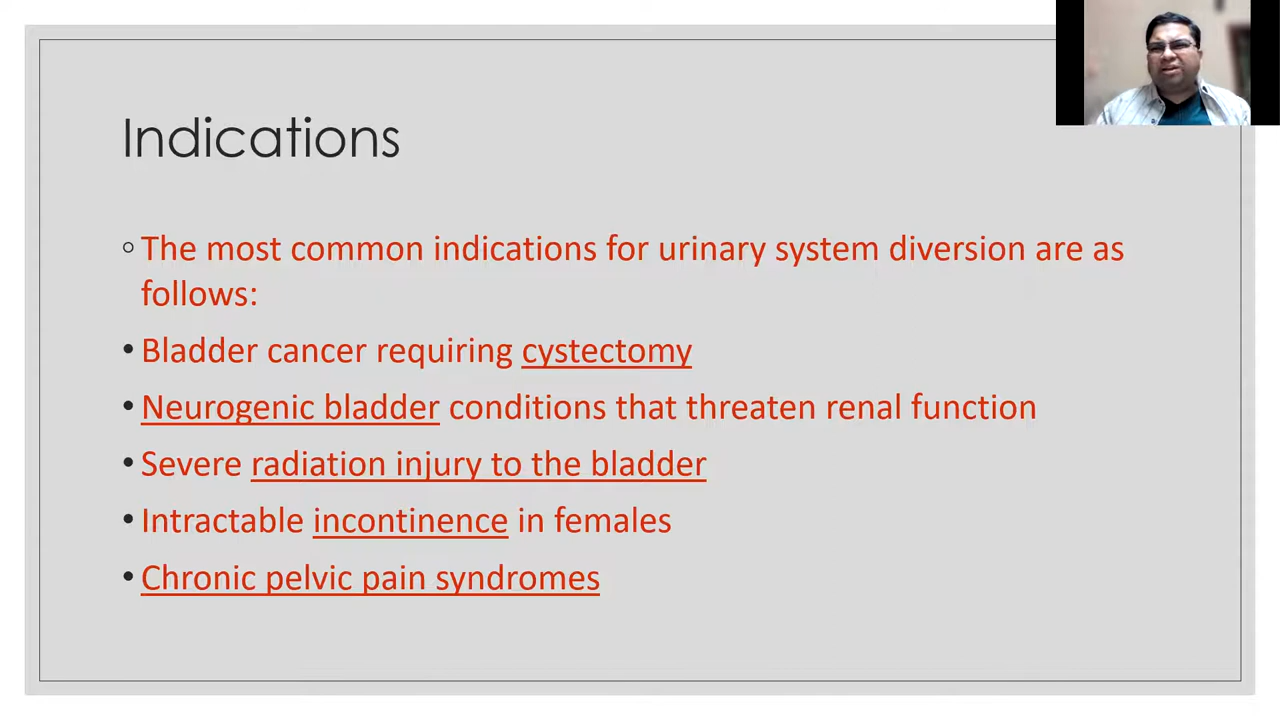 Indications
◦ The most common indications for urinary system diversion are as
follows:
• Bladder cancer requiring cystectomy
• Neurogenic bladder conditions that threaten renal function
• Severe radiation injury to the bladder
• Intractable incontinence in females
• Chronic pelvic pain syndromes